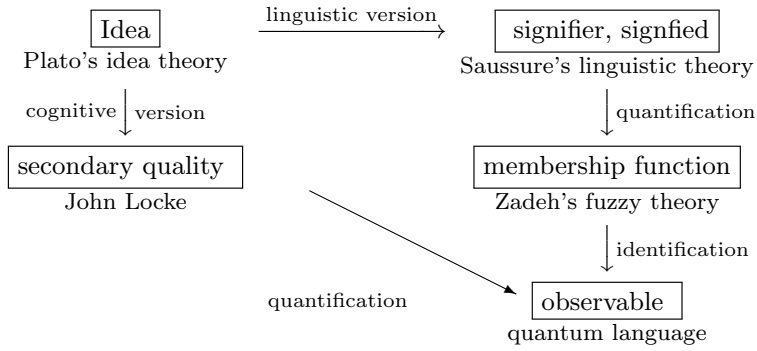 linguistic version
Idea
signifier, signfied
Plato's idea theory
Saussure's linguistic theory
cognitive version
quantification
secondary quality
membership function
John Locke
Zadeh's fuzzy theory
identification
quantification
observable
quantum language